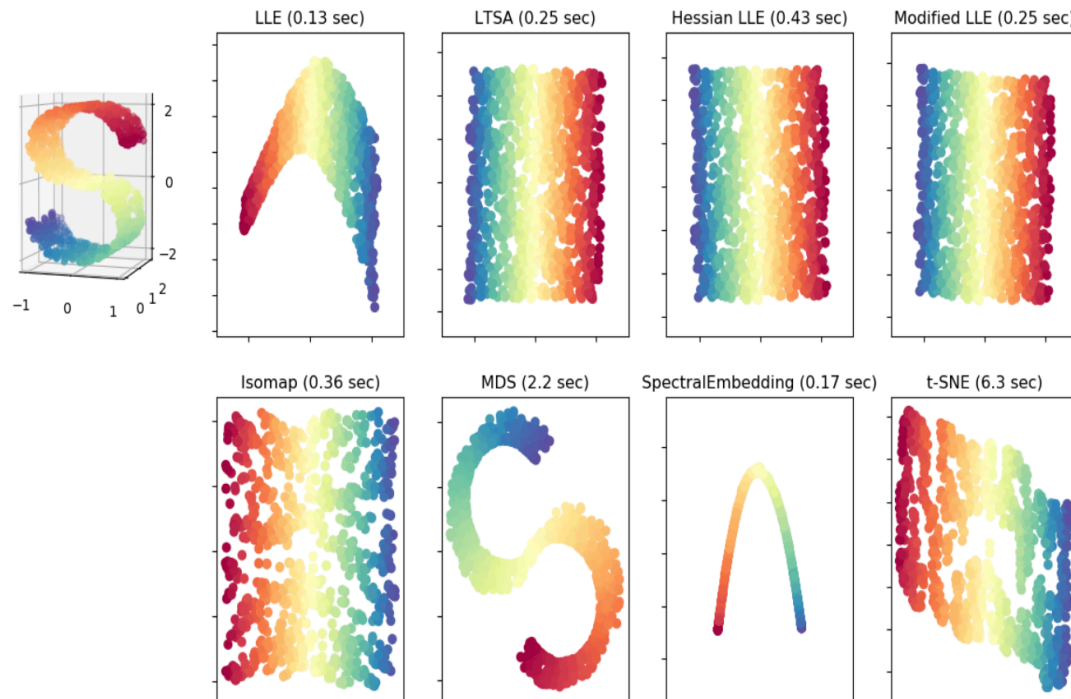 LLE (0.13 sec)
LTSA (0.25 sec)
Hessian LLE (0.43 sec)
Modified LLE (0.25 sec)
2
0
−2
−1
0
1
0
1
2
Isomap (0.36 sec)
MDS (2.2 sec)
SpectralEmbedding (0.17 sec)
t-SNE (6.3 sec)